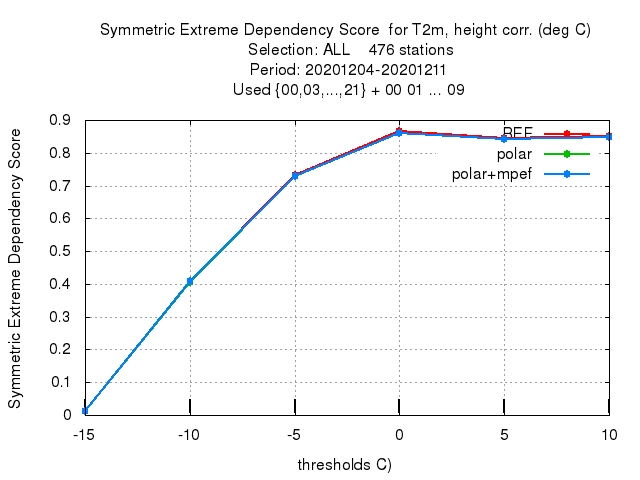 Symmetric Extreme Dependency Score for T2m, height corr. (deg C)
Selection: ALL 476 stations
Period: 20201204-20201211
Used {00,03,...,21} + 00 01 ... 09
Symmetric Extreme Dependency Score
0.9
0.8
0.7
0.6
0.5
0.4
0.3
0.2
0.1
0
REF
polar
polar+mpef
-15
-10
-5
0
5
10
thresholds C)